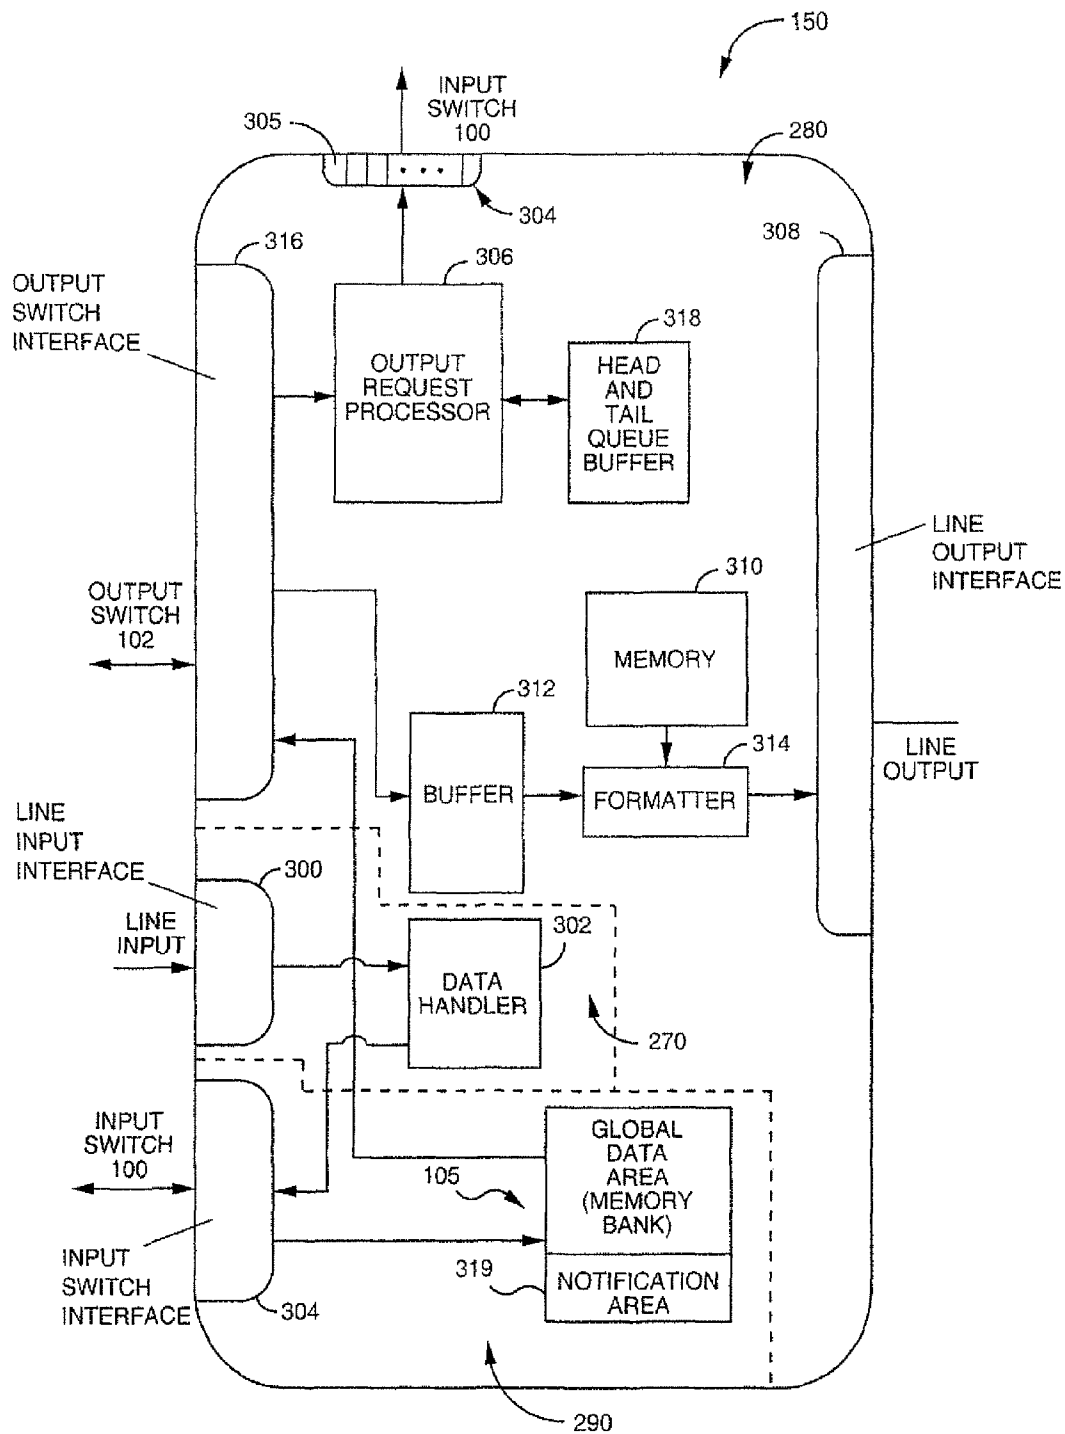 150
INPUT
SWITCH
100
305
280
304
316
308
306
OUTPUT
SWITCH
INTERFACE
318
OUTPUT
REQUEST
PROCESSOR
HEAD
AND
TAIL
QUEUE
BUFFER
LINE
OUTPUT
INTERFACE
310
OUTPUT
SWITCH
102
MEMORY
312
314
LINE
OUTPUT
BUFFER
FORMATTER
LINE
INPUT
INTERFACE
300
LINE
INPUT
302
DATA
HANDLER
270
INPUT
SWITCH
100
GLOBAL
DATA
AREA
(MEMORY
BANK)
105
INPUT
SWITCH
INTERFACE
304
319
NOTIFICATION
AREA
290